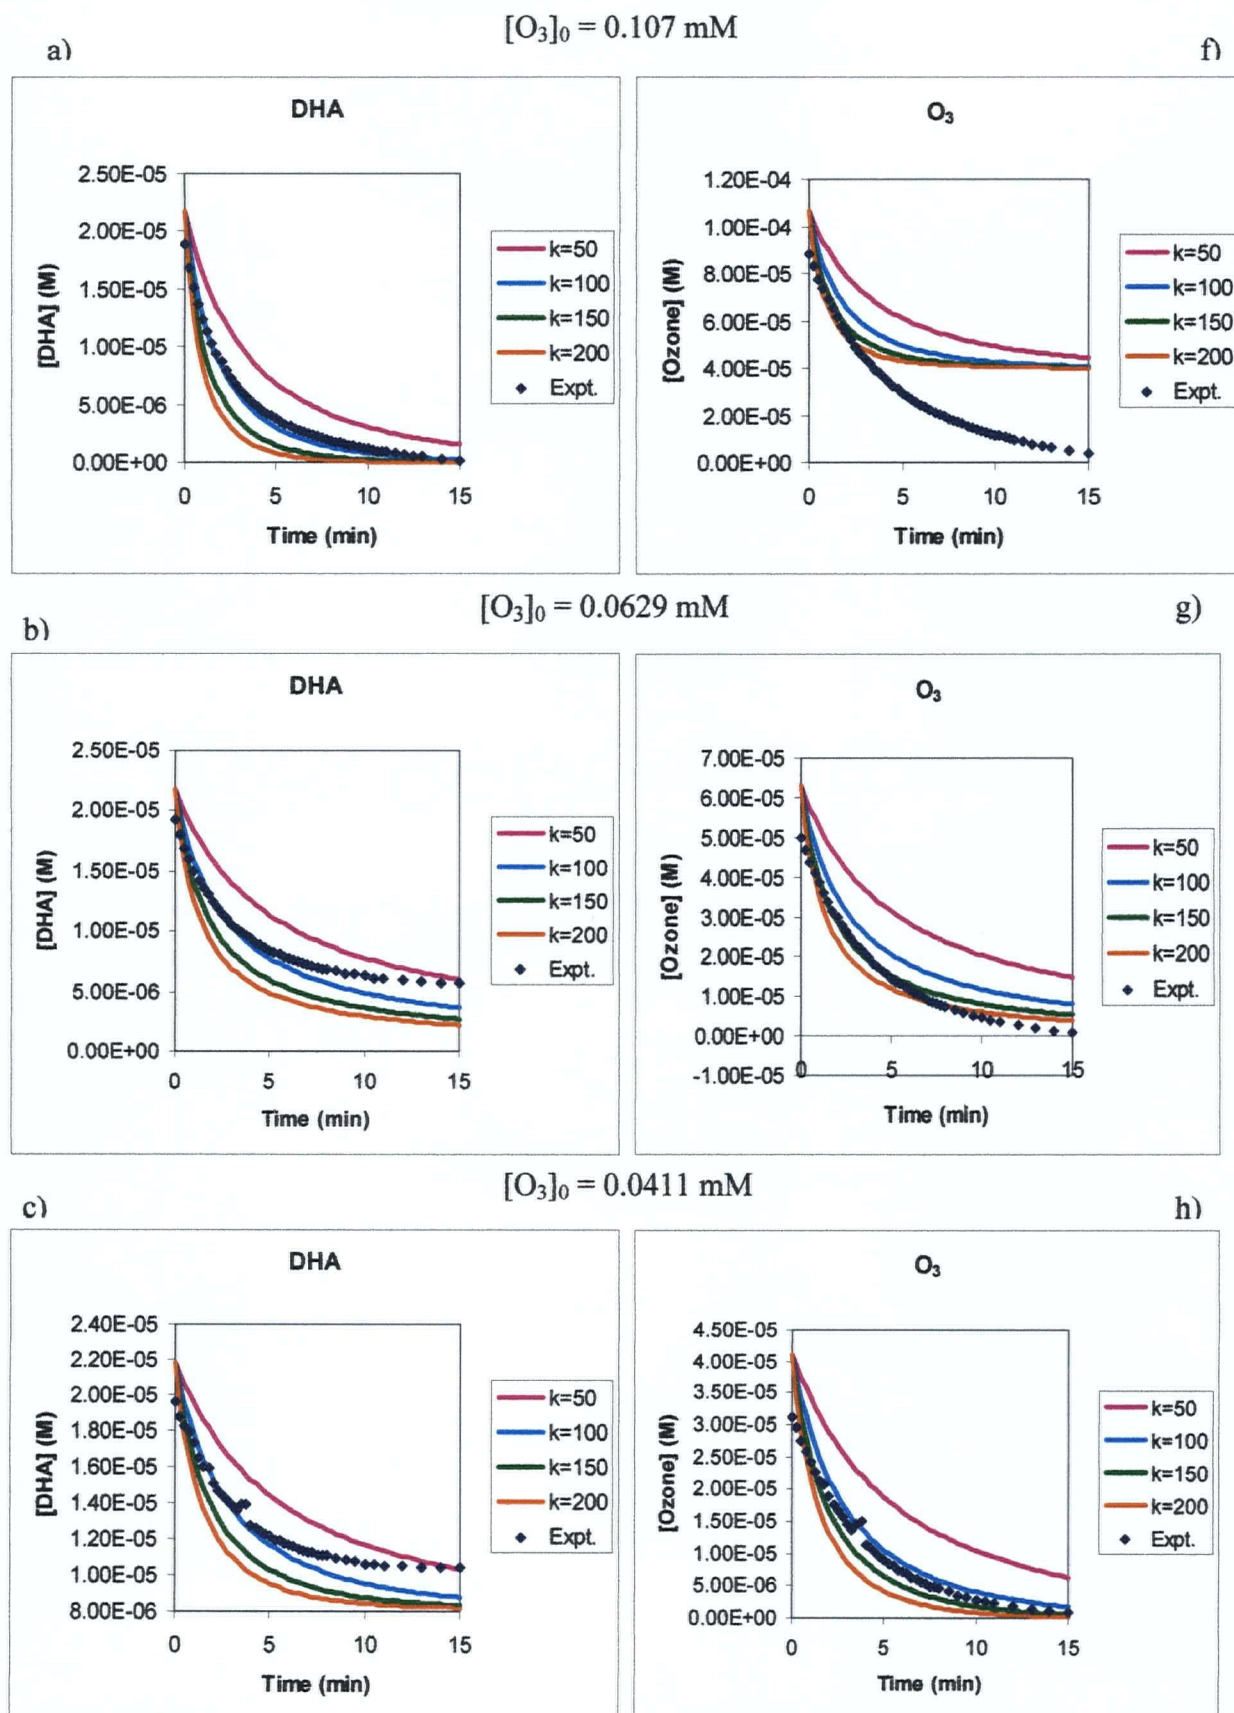 [O₃]₀ = 0.107 mM
a)
f)
DHA
2.50E-05
2.00E-05
1.50E-05
1.00E-05
5.00E-06
0.00E+00
[DHA] (M)
0 5 10 15
Time (min)
k=50
k=100
k=150
k=200
Expt.
O₃
1.20E-04
1.00E-04
8.00E-05
6.00E-05
4.00E-05
2.00E-05
0.00E+00
[Ozone] (M)
0 5 10 15
Time (min)
k=50
k=100
k=150
k=200
Expt.
[O₃]₀ = 0.0629 mM
b)
g)
DHA
2.50E-05
2.00E-05
1.50E-05
1.00E-05
5.00E-06
0.00E+00
[DHA] (M)
0 5 10 15
Time (min)
k=50
k=100
k=150
k=200
Expt.
O₃
7.00E-05
6.00E-05
5.00E-05
4.00E-05
3.00E-05
2.00E-05
1.00E-05
0.00E+00
-1.00E-05
[Ozone] (M)
0 5 10 15
Time (min)
k=50
k=100
k=150
k=200
Expt.
[O₃]₀ = 0.0411 mM
c)
h)
DHA
2.40E-05
2.20E-05
2.00E-05
1.80E-05
1.60E-05
1.40E-05
1.20E-05
1.00E-05
8.00E-06
[DHA] (M)
0 5 10 15
Time (min)
k=50
k=100
k=150
k=200
Expt.
O₃
4.50E-05
4.00E-05
3.50E-05
3.00E-05
2.50E-05
2.00E-05
1.50E-05
1.00E-05
5.00E-06
0.00E+00
[Ozone] (M)
0 5 10 15
Time (min)
k=50
k=100
k=150
k=200
Expt.